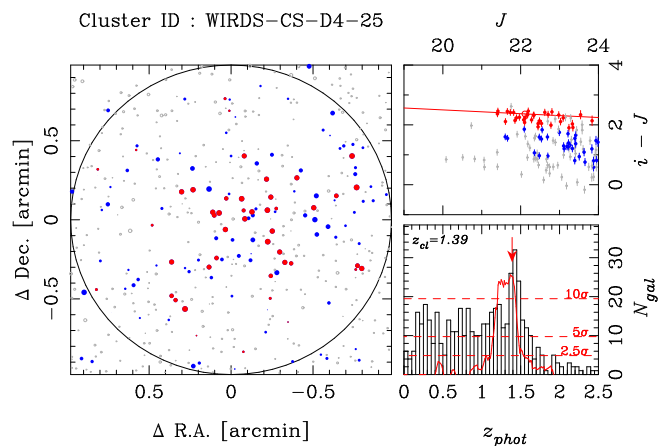 Cluster ID : WIRDS−CS−D4−25
J
20 22 24
4
2
0
i − J
0.5
0
−0.5
Δ Dec. [arcmin]
0.5 0 −0.5
Δ R.A. [arcmin]
z_cl=1.39
10σ
5σ
2.5σ
30
20
10
0
N_gal
0 0.5 1 1.5 2 2.5
z_phot